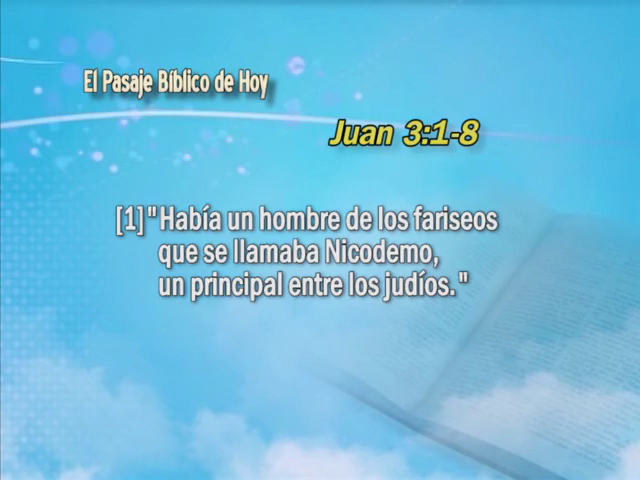 El Pasaje Bíblico de Hoy
Juan 3:1-8
[1]"Había un hombre de los fariseos
que se llamaba Nicodemo,
un principal entre los judíos."